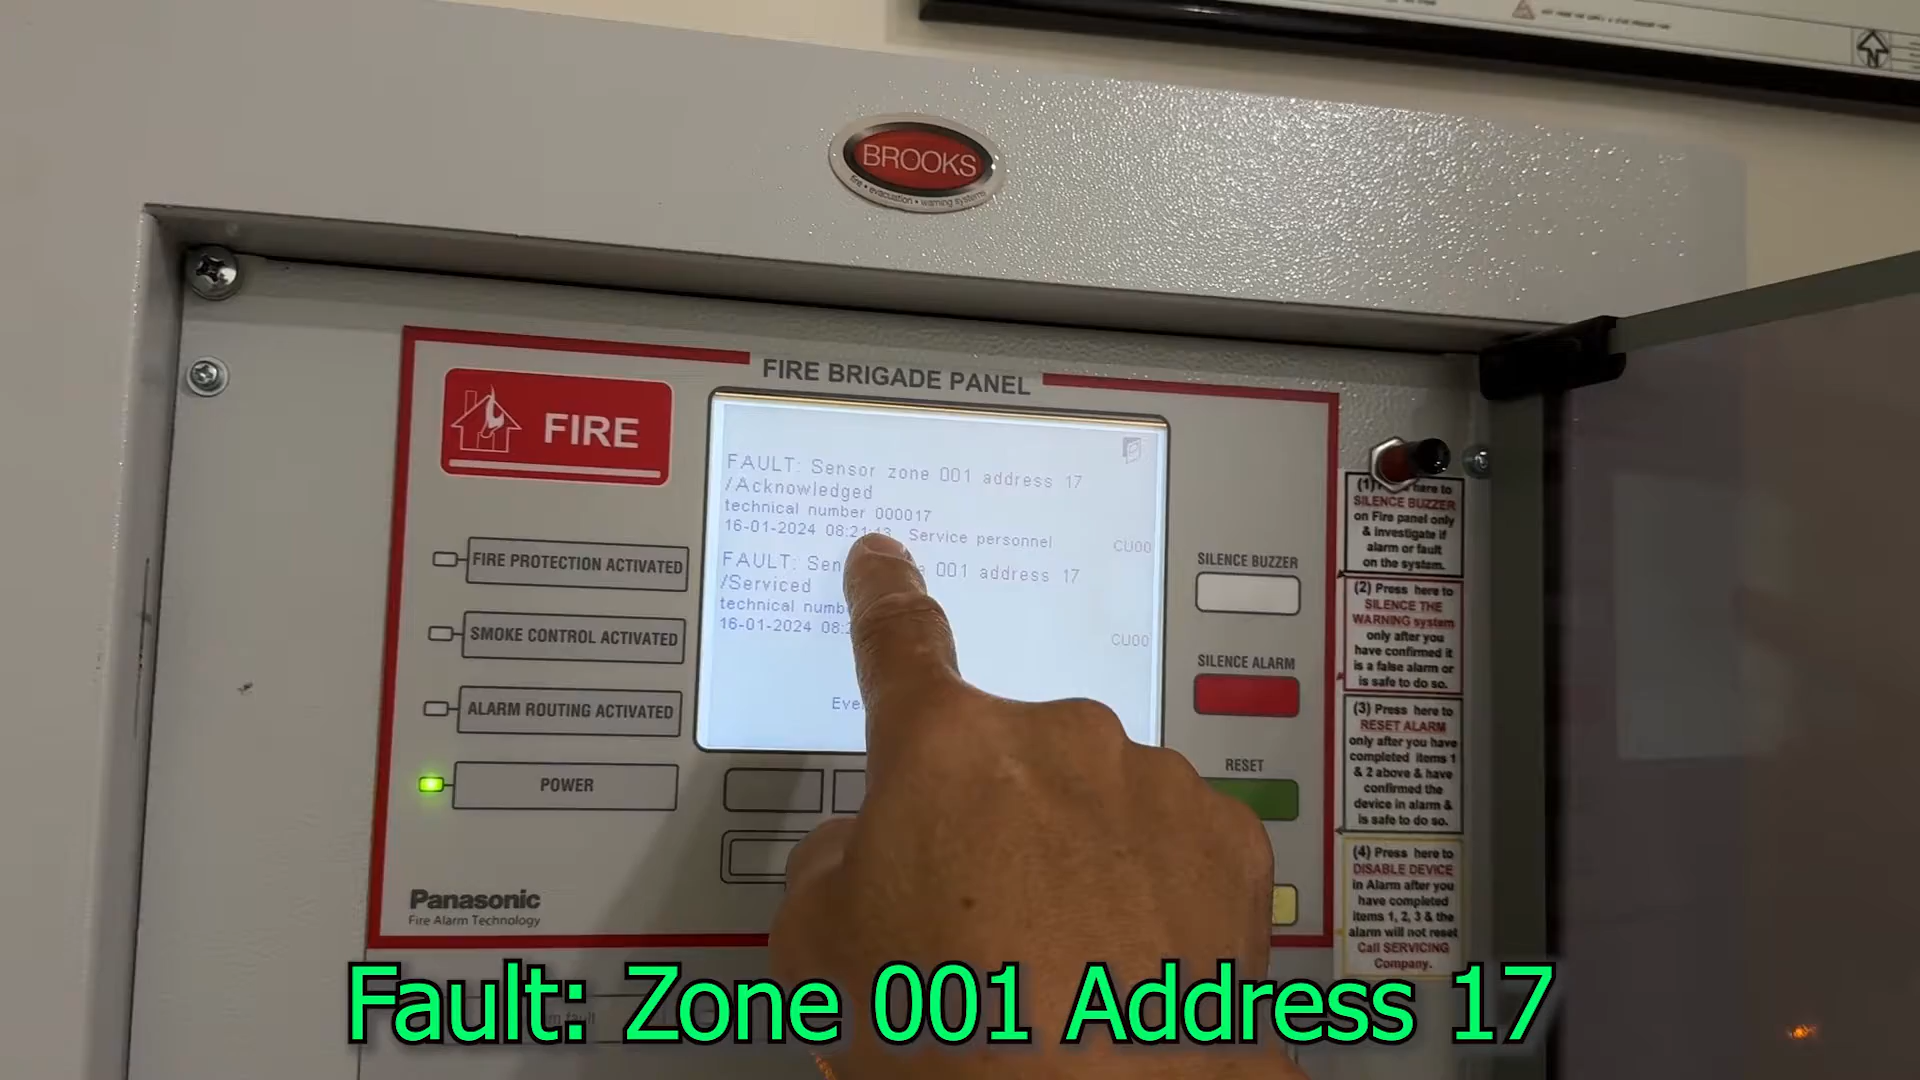 BROOKS
fire • evacuation • warning systems
N
FIRE BRIGADE PANEL
FIRE
FAULT: Sensor zone 001 address 17
/Acknowledged
technical number 000017
16-01-2024 08:21:13 Service personnel
CU00
FAULT: 001 address 17
/Serviced
technical
16-01-2024
CU00
FIRE PROTECTION ACTIVATED
SMOKE CONTROL ACTIVATED
ALARM ROUTING ACTIVATED
POWER
Panasonic
Fire Alarm Technology
SILENCE BUZZER
SILENCE ALARM
RESET
(1) here to
SILENCE BUZZER
on Fire panel only
& investigate if
alarm or fault
on the system.
(2) Press here to
SILENCE THE
WARNING system
only after you
have confirmed it
is a false alarm or
is safe to do so.
(3) Press here to
RESET ALARM
only after you have
completed items 1
& 2 above & have
confirmed the
device in alarm &
is safe to do so.
(4) Press here to
DISABLE DEVICE
in Alarm after you
have completed
items 1, 2, 3 & the
alarm will not reset
Call SERVICING
Company.
fault
Fault: Zone 001 Address 17